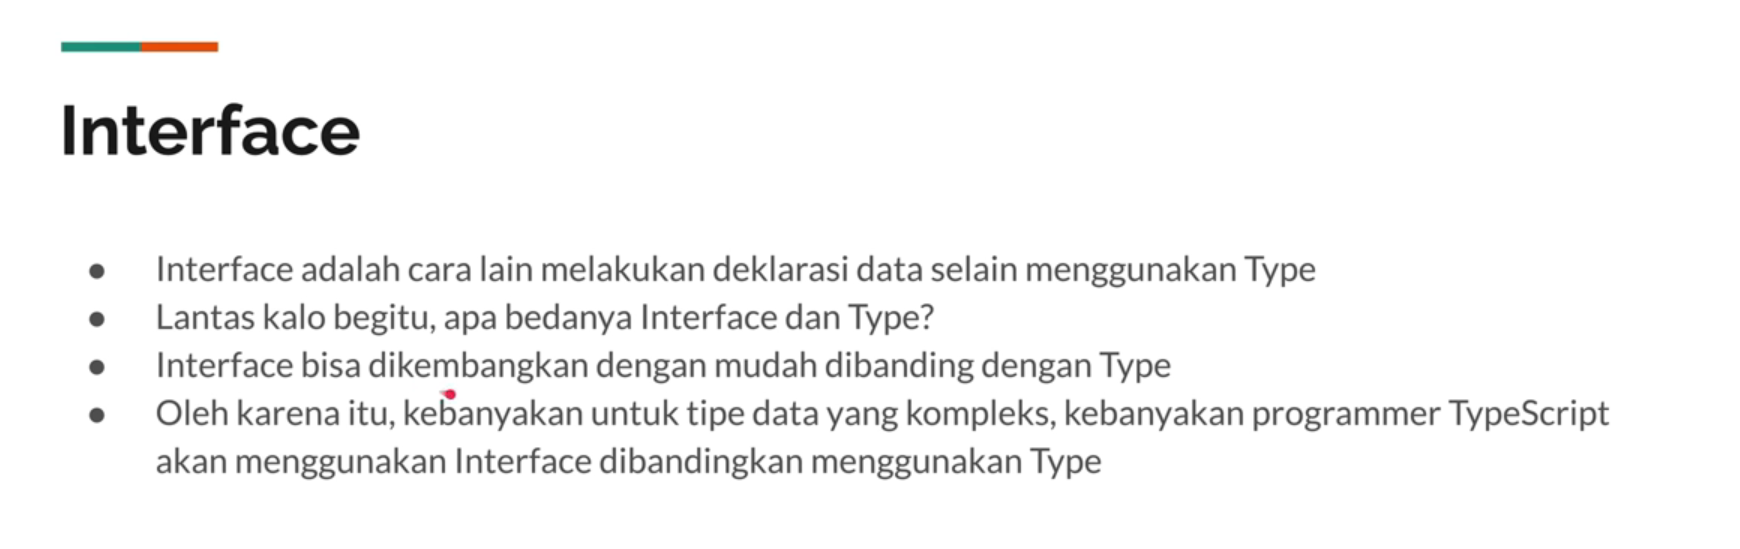 Interface
● Interface adalah cara lain melakukan deklarasi data selain menggunakan Type
● Lantas kalo begitu, apa bedanya Interface dan Type?
● Interface bisa dikembangkan dengan mudah dibanding dengan Type
● Oleh karena itu, kebanyakan untuk tipe data yang kompleks, kebanyakan programmer TypeScript
akan menggunakan Interface dibandingkan menggunakan Type